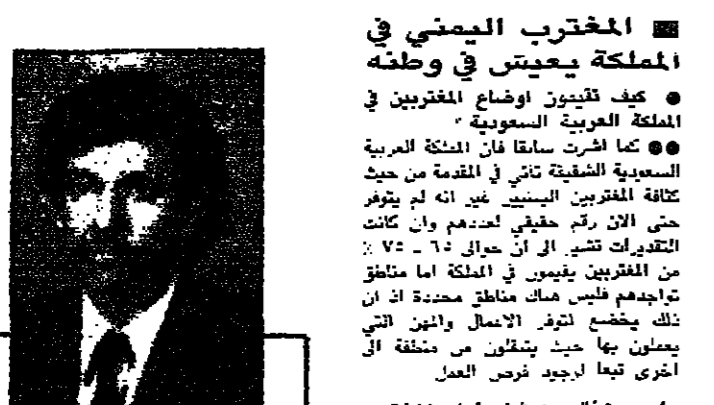 المغترب اليمني في
المملكة يعيش في وطنه
● كيف تقيمون اوضاع المغتربين في
المملكة العربية السعودية ؟
●● كما اشرت سابقا فان المملكة العربية
السعودية الشقيقة تاتي في المقدمة من حيث
كثافة المغتربين اليمنيين غير انه لم يتوفر
حتى الان رقم حقيقي لعددهم وان كانت
التقديرات تشير الى ان حوالى ٦٥ ـ ٧٥ ٪
من المغتربين يقيمون في المملكة اما مناطق
تواجدهم فليس هناك مناطق محددة اذ ان
ذلك يخضع لتوفر الاعمال والمهن التي
يعملون بها حيث يتنقلون من منطقة الى
اخرى تبعا لوجود فرص العمل